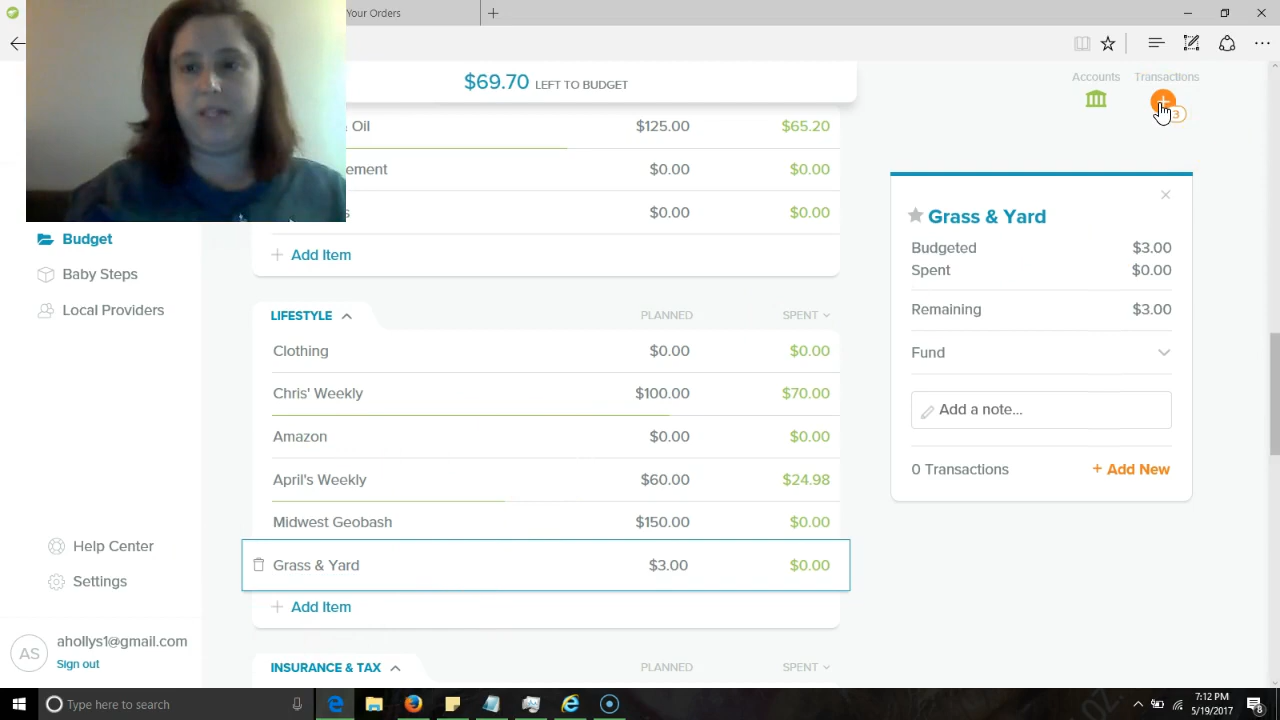 Your Orders
$69.70 LEFT TO BUDGET
Accounts
Transactions
3
Oil $125.00 $65.20
ement $0.00 $0.00
s $0.00 $0.00
Add Item
LIFESTYLE PLANNED SPENT
Clothing $0.00 $0.00
Chris' Weekly $100.00 $70.00
Amazon $0.00 $0.00
April's Weekly $60.00 $24.98
Midwest Geobash $150.00 $0.00
Grass & Yard $3.00 $0.00
Add Item
INSURANCE & TAX PLANNED SPENT
Grass & Yard
Budgeted $3.00
Spent $0.00
Remaining $3.00
Fund
Add a note...
0 Transactions + Add New
Budget
Baby Steps
Local Providers
Help Center
Settings
AS
ahollys1@gmail.com
Sign out
Type here to search
7:12 PM
5/19/2017